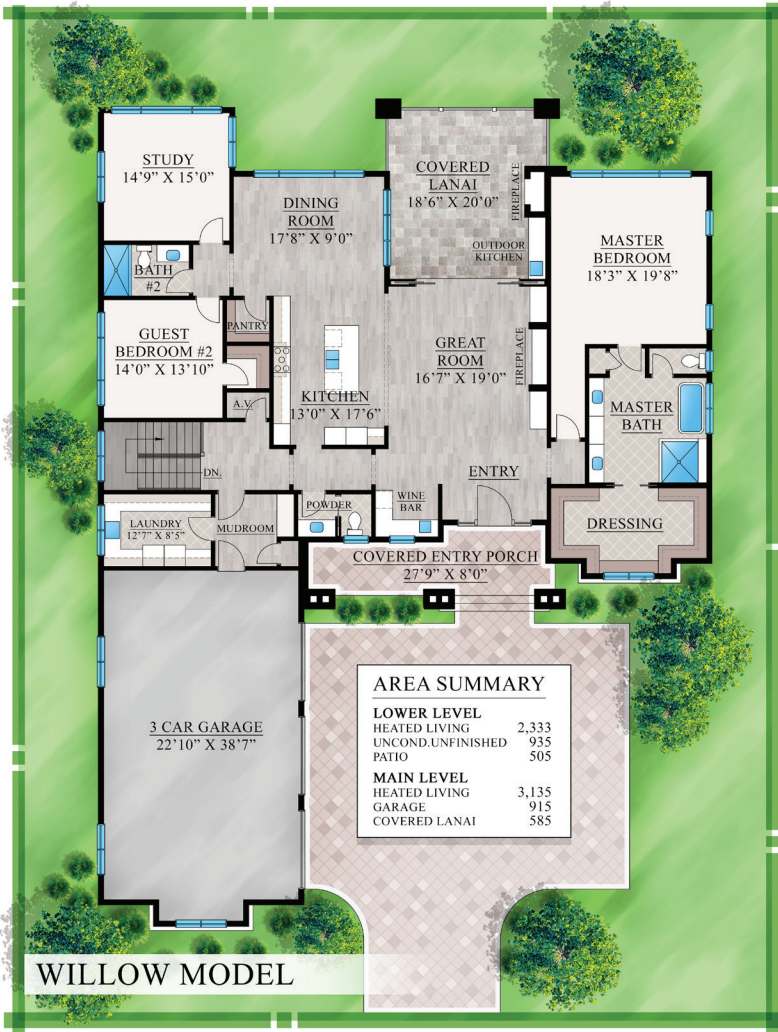 STUDY
14'9” X 15'0”
COVERED
LANAI
18'6” X 20'0”
FIREPLACE
DINING
ROOM
17'8” X 9'0”
OUTDOOR
KITCHEN
MASTER
BEDROOM
18'3” X 19'8”
BATH
#2
PANTRY
GUEST
BEDROOM #2
14'0” X 13'10”
GREAT
ROOM
16'7” X 19'0”
FIREPLACE
KITCHEN
13'0” X 17'6”
A.V.
MASTER
BATH
DN.
ENTRY
LAUNDRY
12'7” X 8'5”
MUDROOM
POWDER
WINE
BAR
DRESSING
COVERED ENTRY PORCH
27'9” X 8'0”
3 CAR GARAGE
22'10” X 38'7”
AREA SUMMARY
LOWER LEVEL
HEATED LIVING 2,333
UNCOND.UNFINISHED 935
PATIO 505
MAIN LEVEL
HEATED LIVING 3,135
GARAGE 915
COVERED LANAI 585
WILLOW MODEL